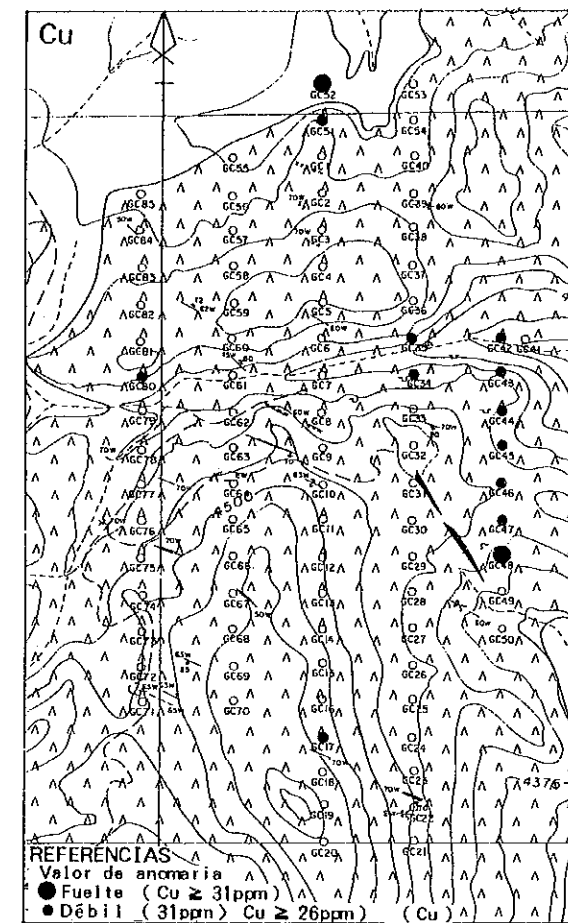 Cu
GC52 GC53
GC51 GC54
GC55 GC1 GC40
GC83 GC56 GC2 GC39
GC84 GC57 GC3 GC38
GC83 GC58 GC4 GC37
GC82 GC59 GC5 GC36
GC81 GC60 GC6 GC35 GC42 GC41
GC80 GC61 GC7 GC34 GC43
GC79 GC62 GC8 GC33 GC44
GC78 GC63 GC9 GC32 GC45
GC77 GC10 GC31 GC46
GC76 GC65 GC11 GC30 GC47
GC75 GC66 GC12 GC29 GC48
GC74 GC67 GC13 GC28 GC49
GC73 GC68 GC14 GC27 GC50
GC72 GC69 GC15 GC26
GC71 GC70 GC16 GC25
GC17 GC24
GC18 GC23
4376
GC19 GC22
GC20 GC21
REFERENCIAS
Valor de anomaria
Fuelte (Cu ≧ 31ppm)
Débil (31ppm) Cu ≧ 26ppm) (Cu)